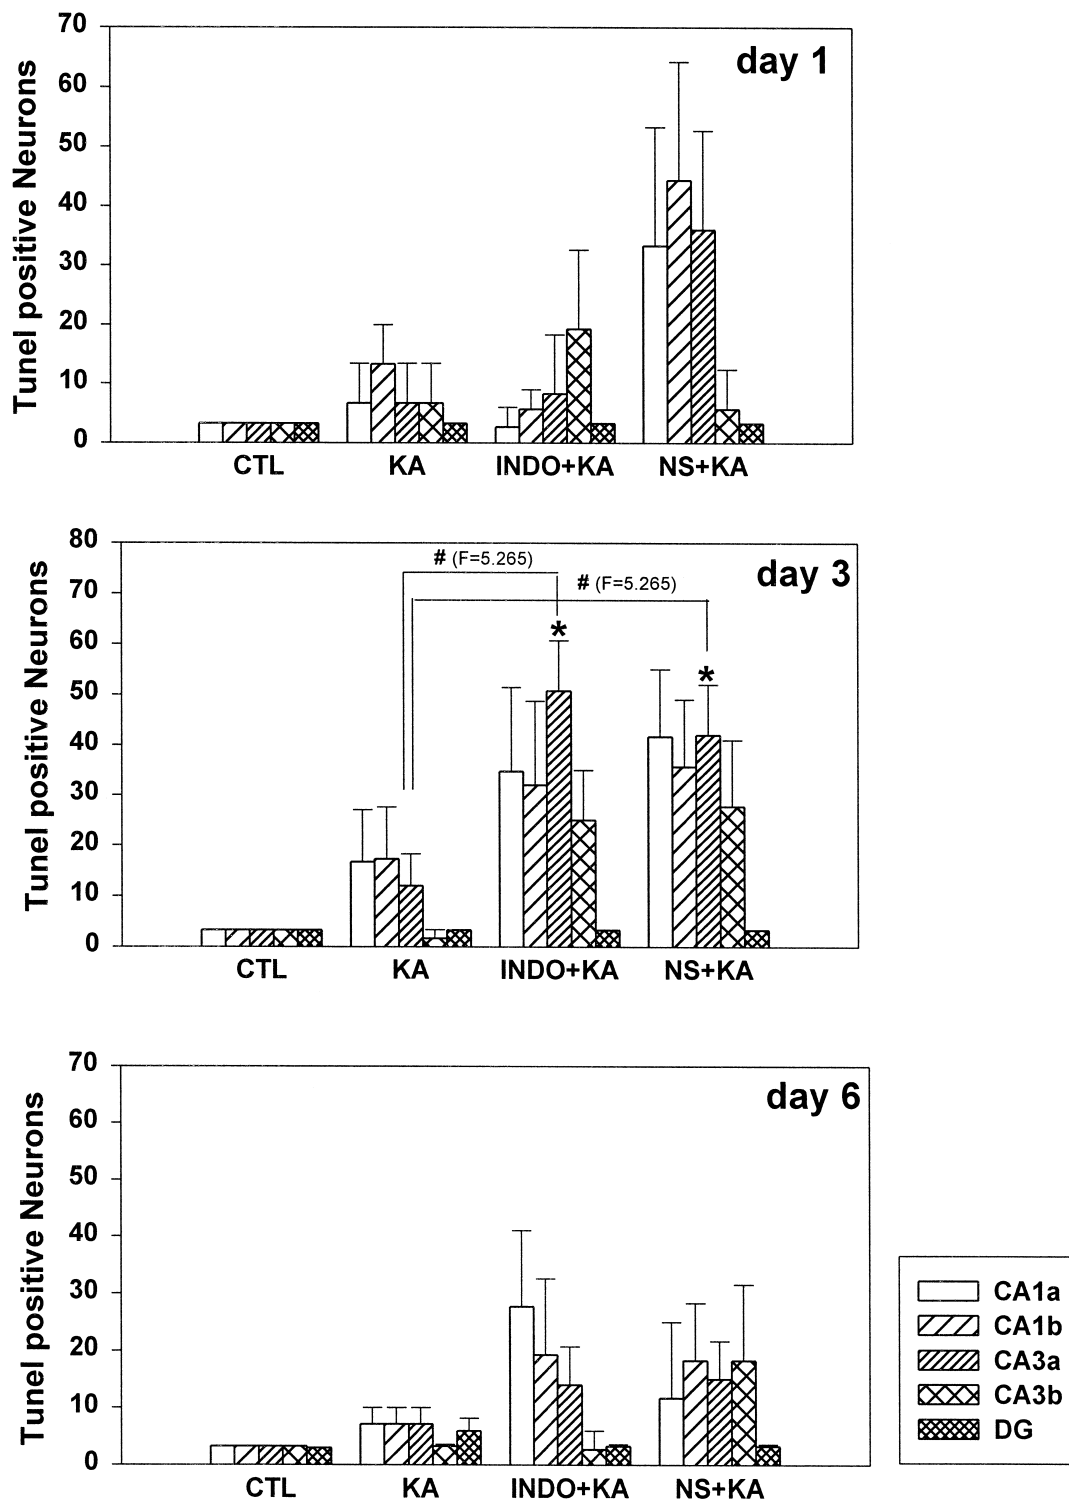 70
day 1
60
50
40
30
20
10
0
Tunel positive Neurons
CTL KA INDO+KA NS+KA
80
# (F=5.265)
day 3
70
# (F=5.265)
60
*
50
*
40
30
20
10
0
Tunel positive Neurons
CTL KA INDO+KA NS+KA
70
day 6
60
50
40
30
20
10
0
Tunel positive Neurons
CTL KA INDO+KA NS+KA
CA1a
CA1b
CA3a
CA3b
DG